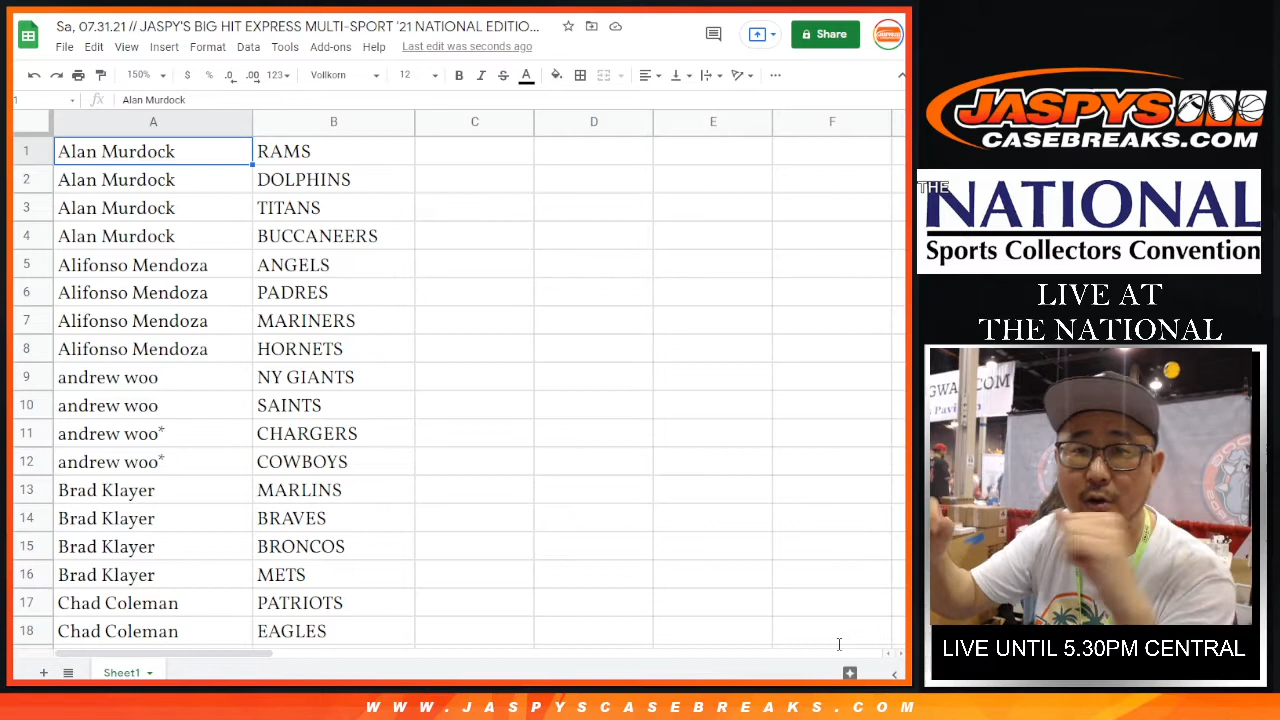 Sa, 07.31.21 // JASPY'S BIG HIT EXPRESS MULTI-SPORT '21 NATIONAL EDITIO...
File Edit View Insert Format Data Tools Add-ons Help Last edit was seconds ago
Share
150% $ % .0 .00 123 Vollkorn 12 B I S A
1 fx Alan Murdock
A B C D E F
1 Alan Murdock RAMS
2 Alan Murdock DOLPHINS
3 Alan Murdock TITANS
4 Alan Murdock BUCCANEERS
5 Alifonso Mendoza ANGELS
6 Alifonso Mendoza PADRES
7 Alifonso Mendoza MARINERS
8 Alifonso Mendoza HORNETS
9 andrew woo NY GIANTS
10 andrew woo SAINTS
11 andrew woo* CHARGERS
12 andrew woo* COWBOYS
13 Brad Klayer MARLINS
14 Brad Klayer BRAVES
15 Brad Klayer BRONCOS
16 Brad Klayer METS
17 Chad Coleman PATRIOTS
18 Chad Coleman EAGLES
Sheet1
JASPYS
CASEBREAKS.COM
THE
NATIONAL
Sports Collectors Convention
LIVE AT
THE NATIONAL
LIVE UNTIL 5.30PM CENTRAL
WWW.JASPYSCASEBREAKS.COM